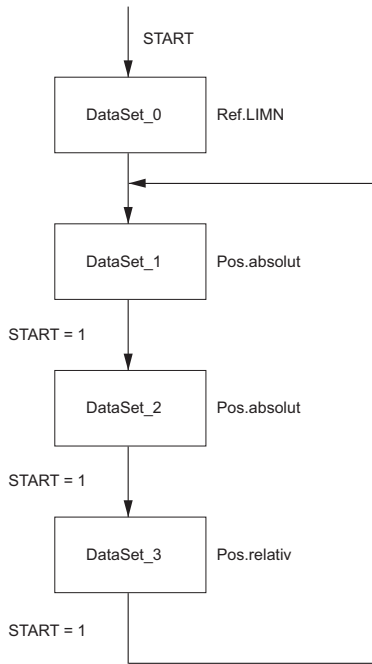 START
DataSet_0 Ref.LIMN
DataSet_1 Pos.absolut
START = 1
DataSet_2 Pos.absolut
START = 1
DataSet_3 Pos.relativ
START = 1